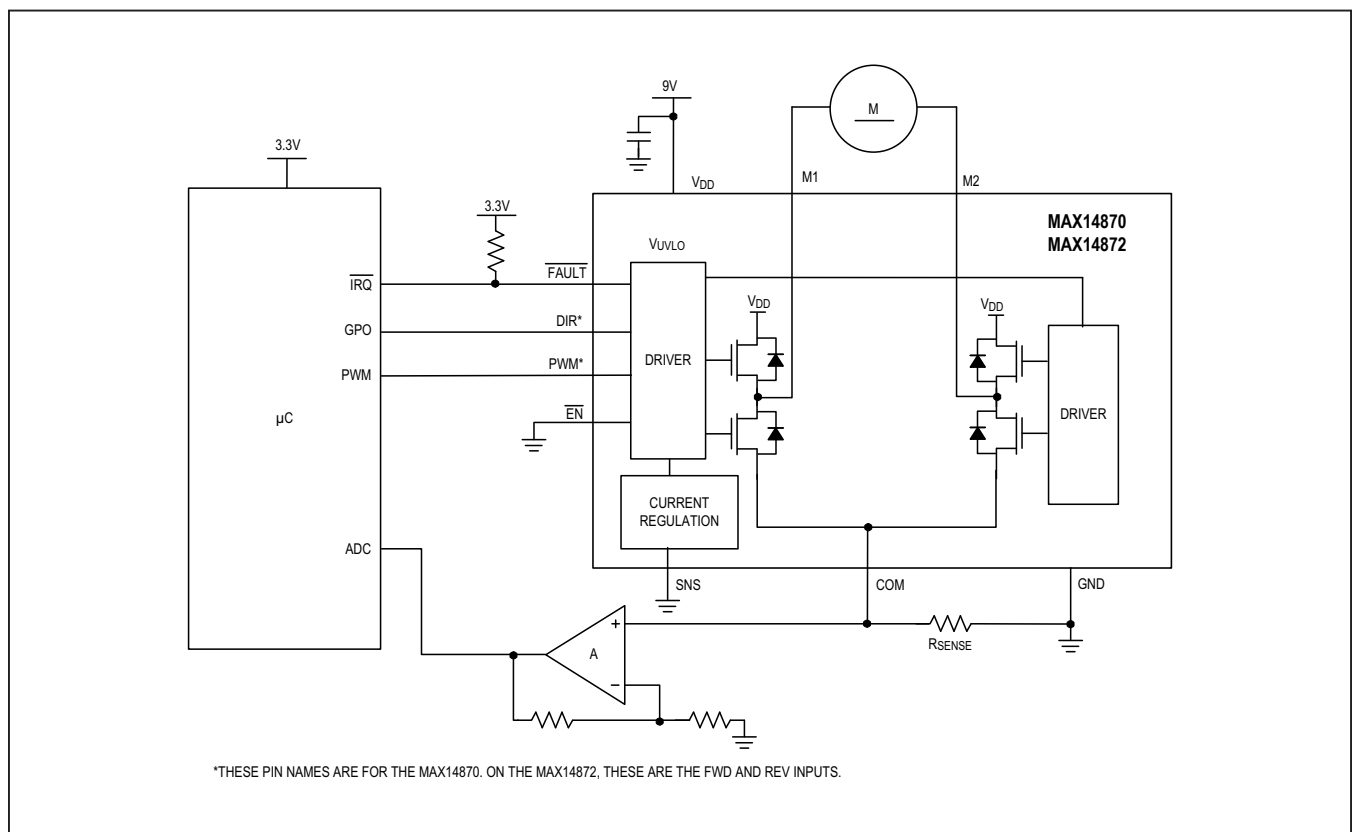 9V
M
3.3V
VDD
M1
M2
3.3V
MAX14870
MAX14872
VUVLO
IRQ
FAULT
VDD
VDD
GPO
DIR*
DRIVER
PWM
PWM*
DRIVER
µC
EN
CURRENT
REGULATION
ADC
SNS
COM
GND
+
A
RSENSE
−
*THESE PIN NAMES ARE FOR THE MAX14870. ON THE MAX14872, THESE ARE THE FWD AND REV INPUTS.